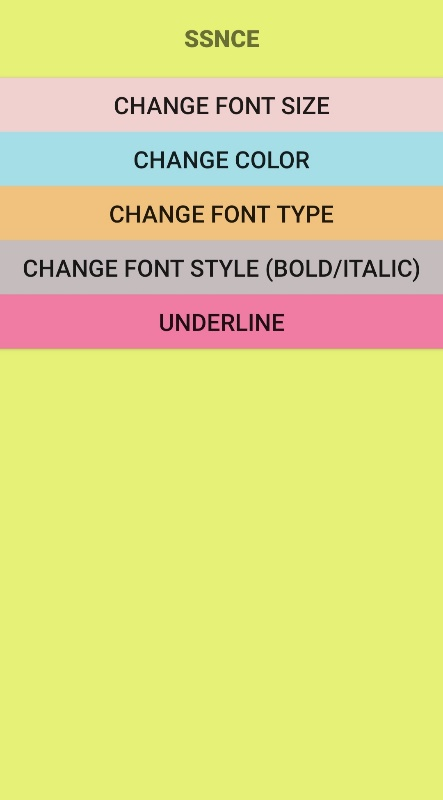 SSNCE
CHANGE FONT SIZE
CHANGE COLOR
CHANGE FONT TYPE
CHANGE FONT STYLE (BOLD/ITALIC)
UNDERLINE